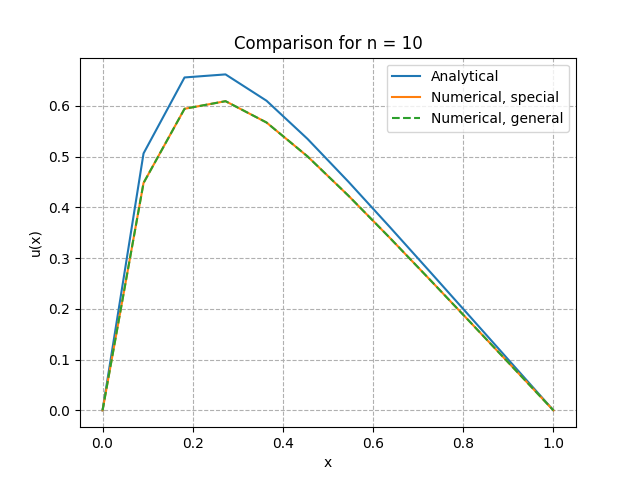 Comparison for n = 10
Analytical
Numerical, special
Numerical, general
u(x)
0.6
0.5
0.4
0.3
0.2
0.1
0.0
0.0 0.2 0.4 0.6 0.8 1.0
x